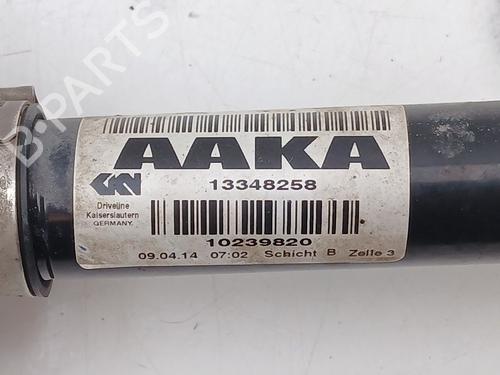 AAKA
13348258
GKN
Driveline
Kaiserslautern
GERMANY.
10239820
09.04.14 07:02 Schicht B Zelle 3
B-PARTS